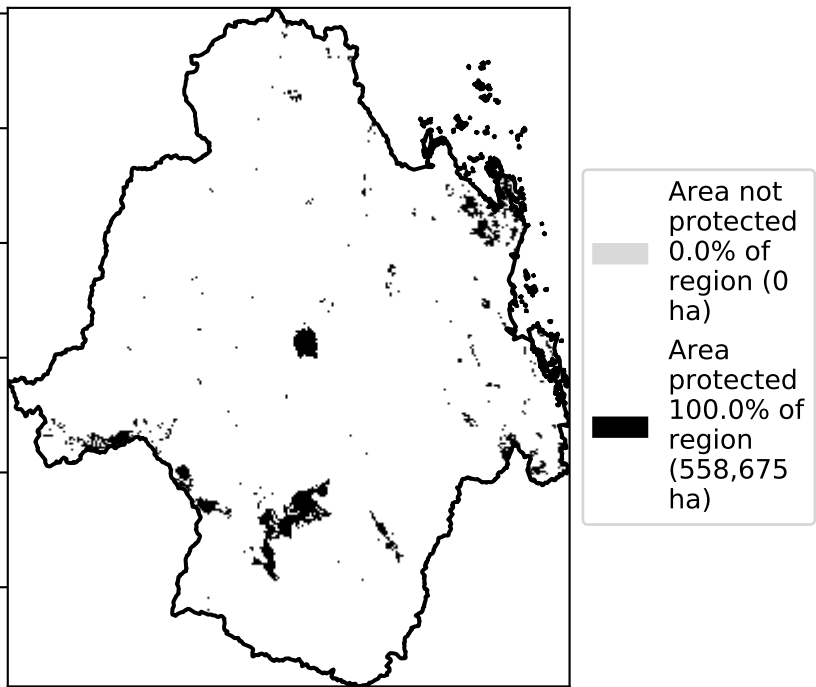 Area not
protected
0.0% of
region (0
ha)
Area
protected
100.0% of
region
(558,675
ha)